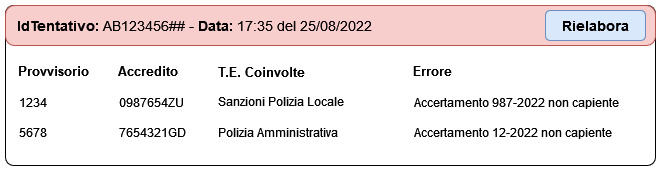 IdTentativo: AB123456## - Data: 17:35 del 25/08/2022 Rielabora
Provvisorio Accredito T.E. Coinvolte Errore
1234 0987654ZU Sanzioni Polizia Locale Accertamento 987-2022 non capiente
5678 7654321GD Polizia Amministrativa Accertamento 12-2022 non capiente